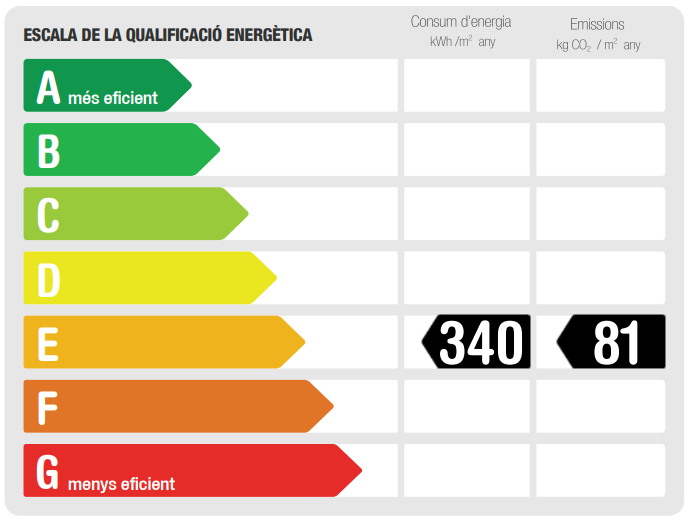 ESCALA DE LA QUALIFICACIÓ ENERGÈTICA
Consum d'energia
kWh /m² any
Emissions
kg CO₂ / m² any
A més eficient
B
C
D
E 340 81
F
G menys eficient